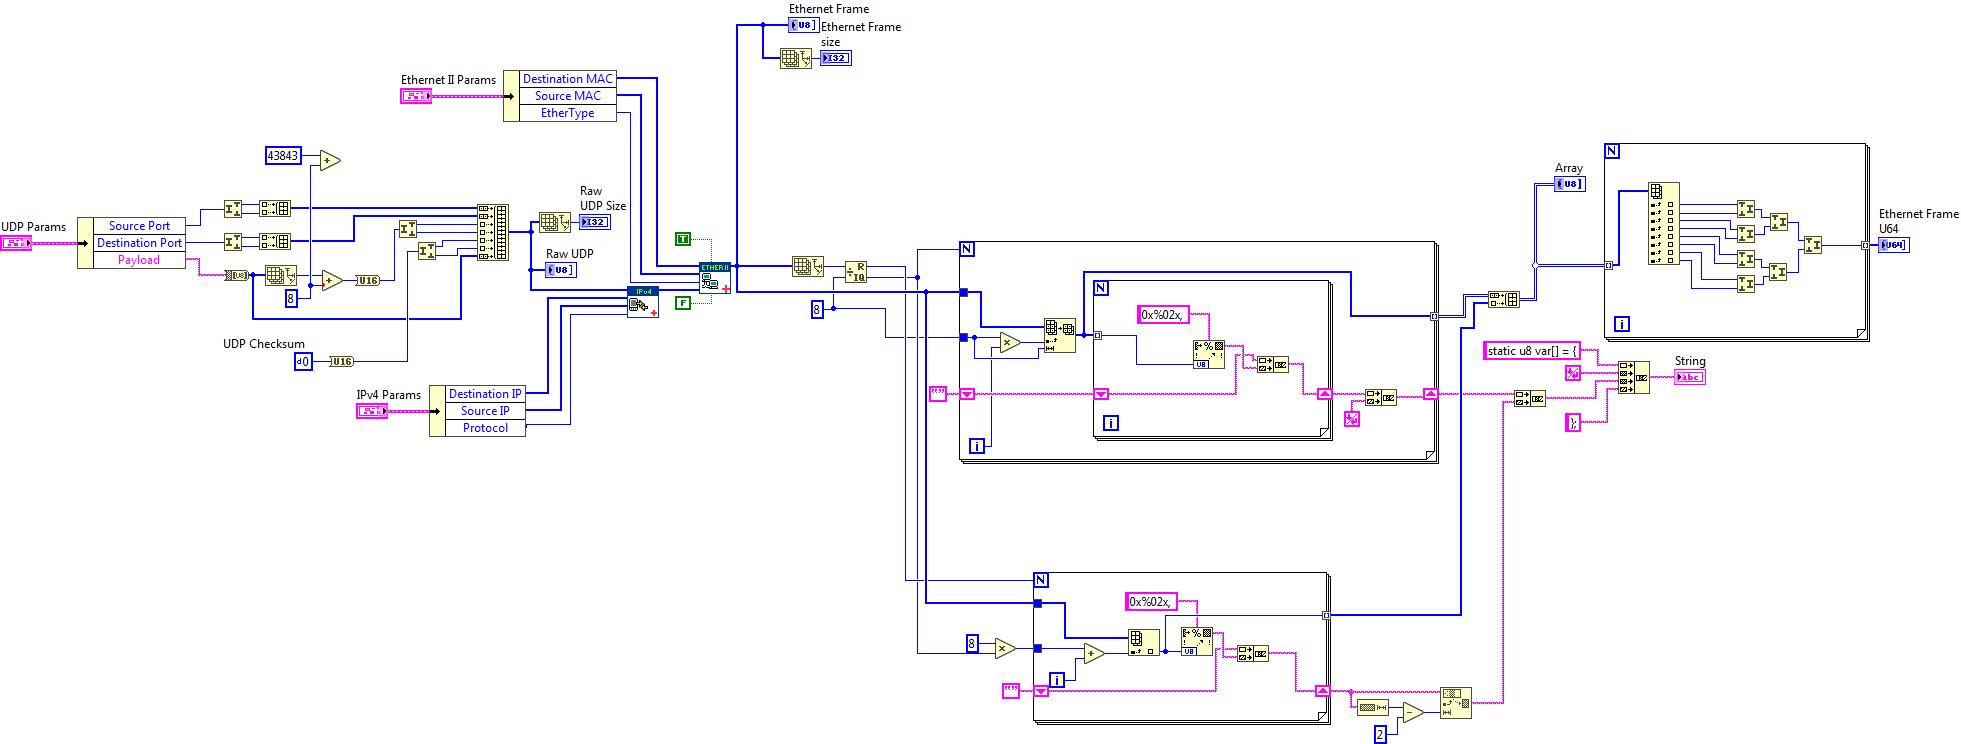 Ethernet Frame
U8
Ethernet Frame
size
I32
Ethernet II Params
Destination MAC
Source MAC
EtherType
43843
UDP Params
Source Port
Destination Port
Payload
[U8]
8
U16
UDP Checksum
d0
U16
Raw
UDP Size
I32
Raw UDP
U8
T
ETHER II
IPv4
F
IPv4 Params
Destination IP
Source IP
Protocol
R
IQ
8
N
N
0x%02x,
U8
i
i
N
8
0x%02x,
U8
i
2
Array
U8
N
i
Ethernet Frame
U64
U64
static u8 var[] = {
};
String
abc